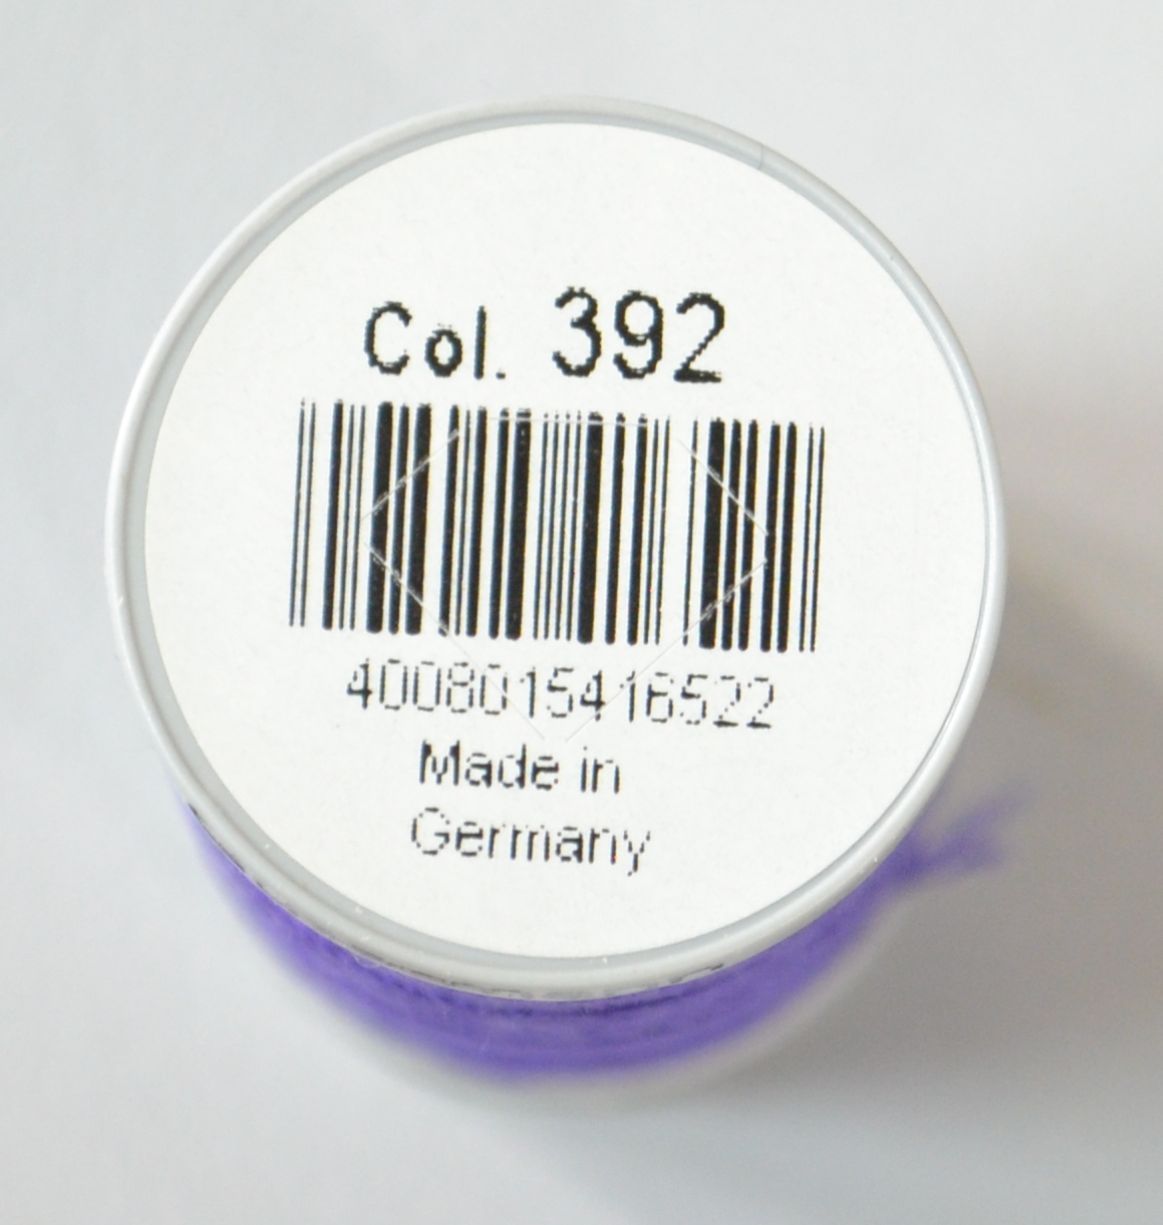 Col. 392
4008015416522
Made in
Germany